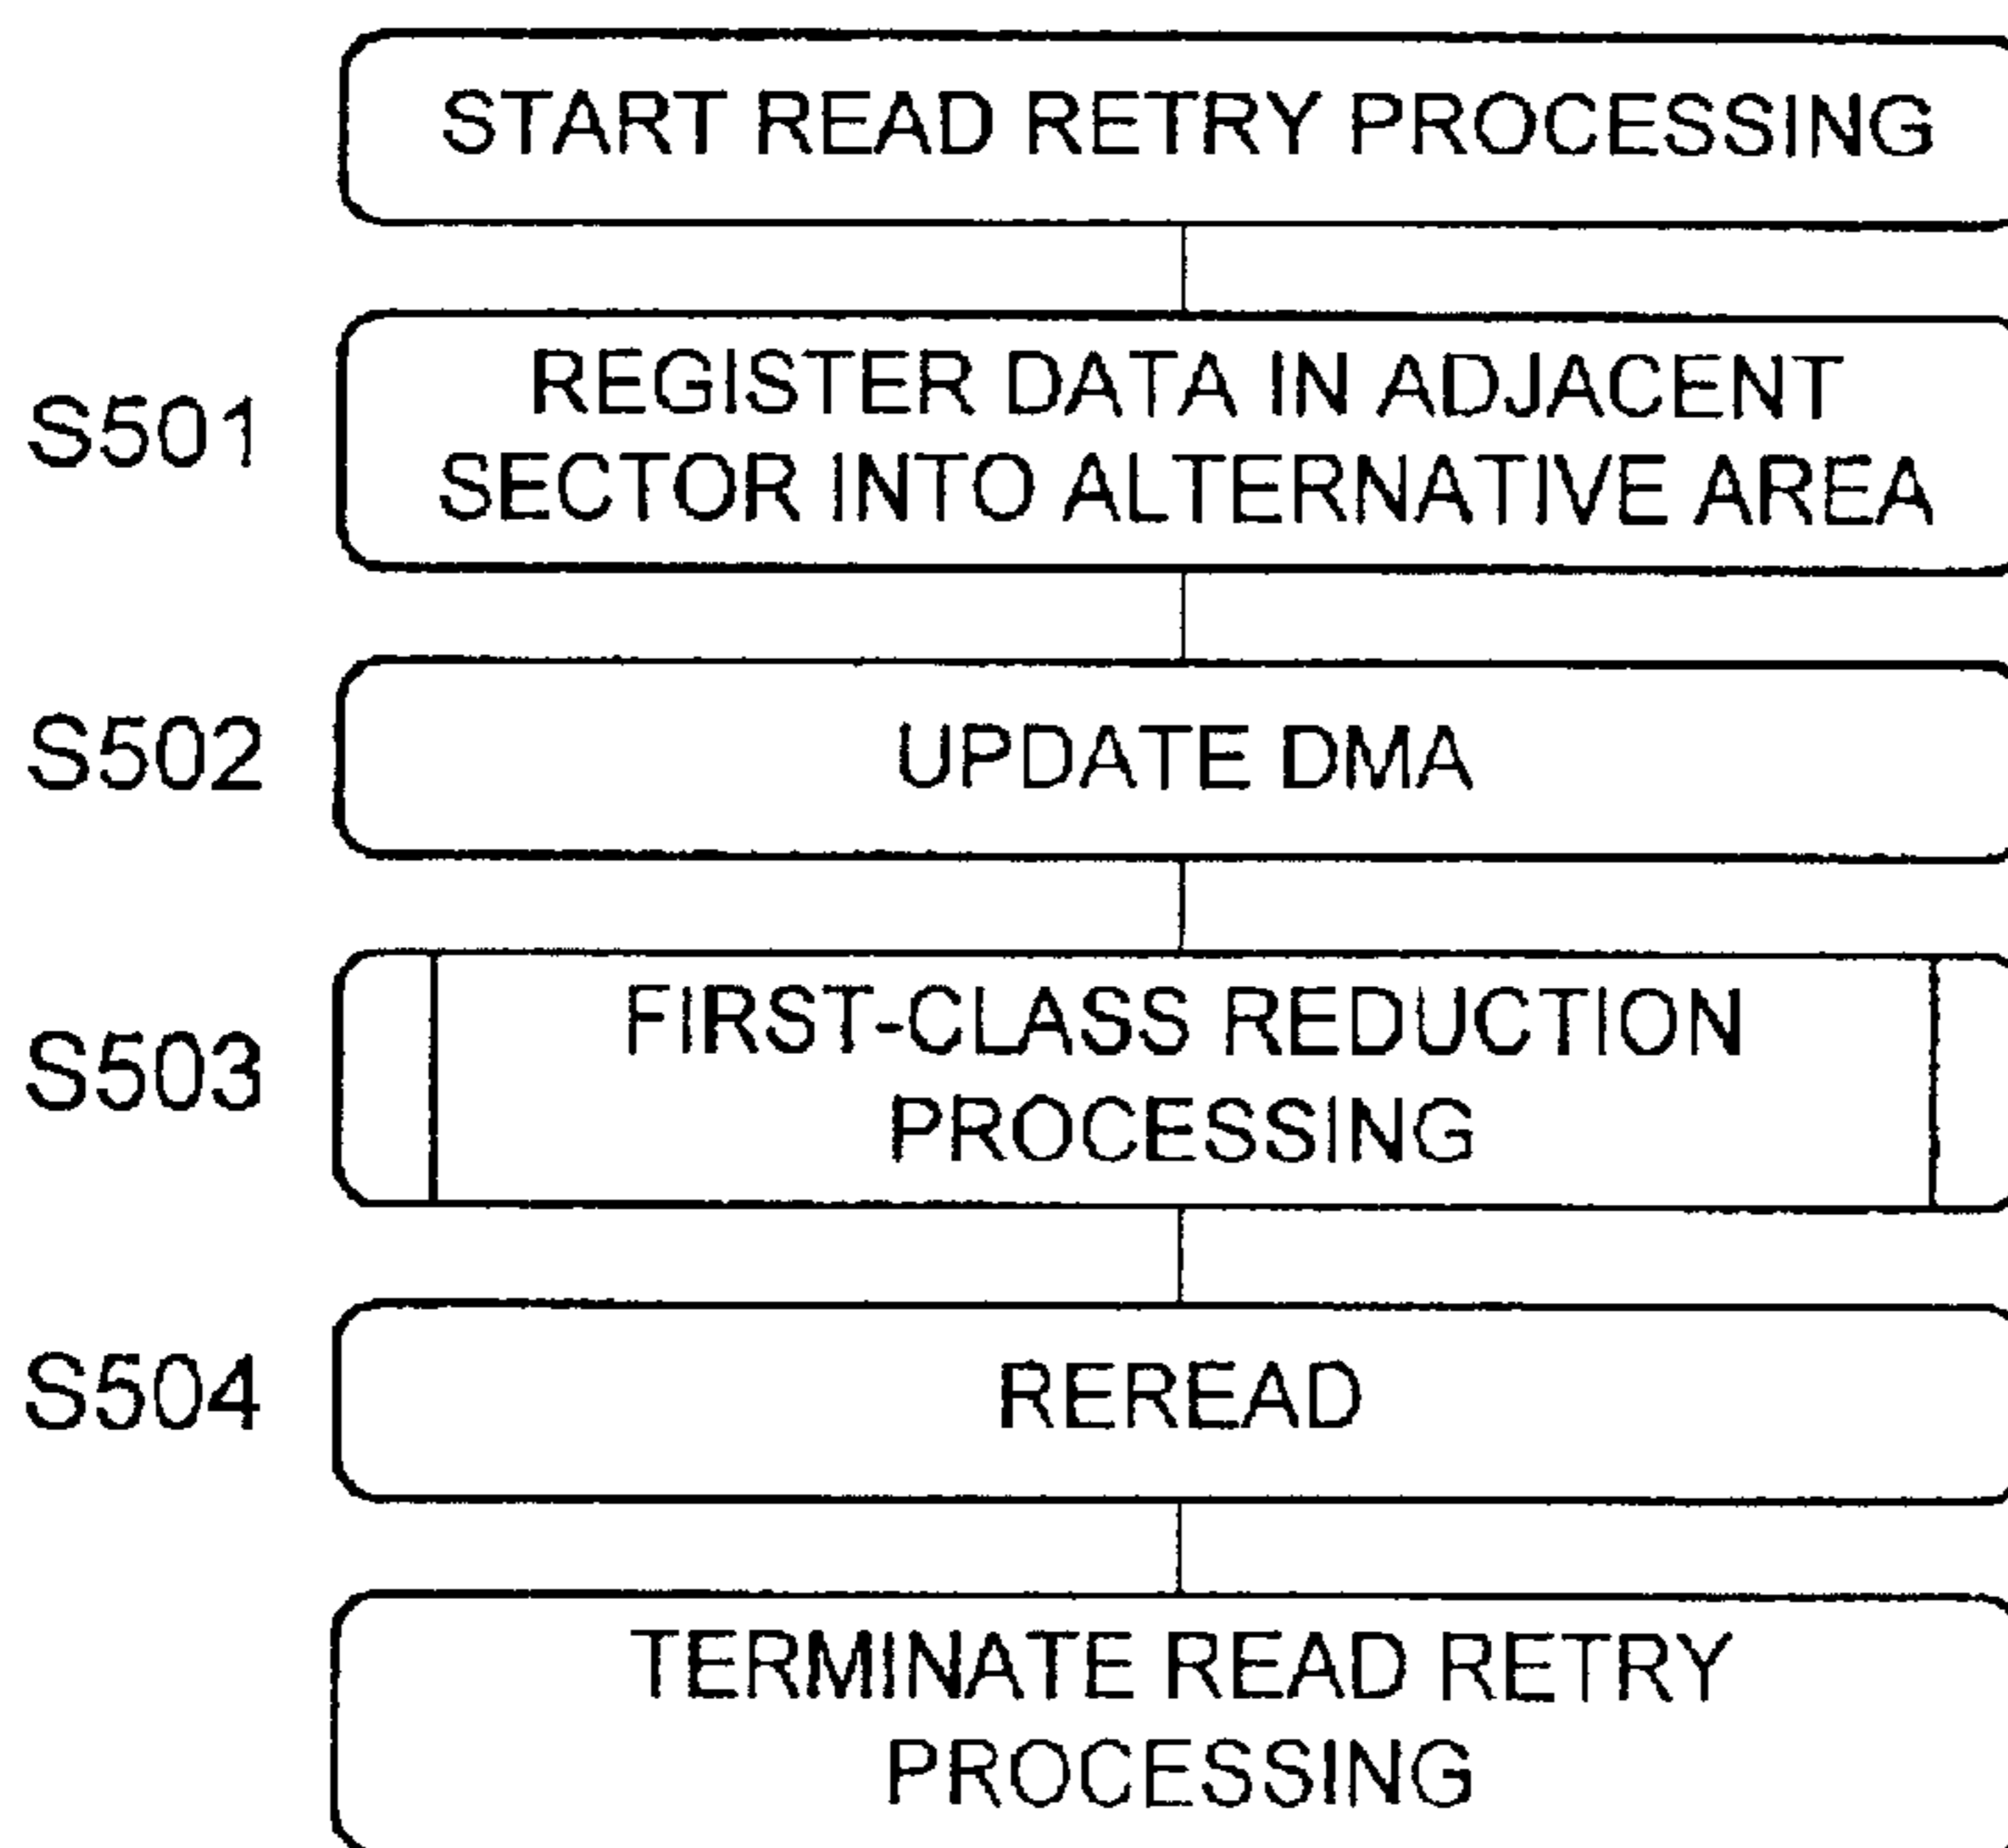 START READ RETRY PROCESSING
S501
REGISTER DATA IN ADJACENT
SECTOR INTO ALTERNATIVE AREA
S502
UPDATE DMA
S503
FIRST-CLASS REDUCTION
PROCESSING
S504
REREAD
TERMINATE READ RETRY
PROCESSING